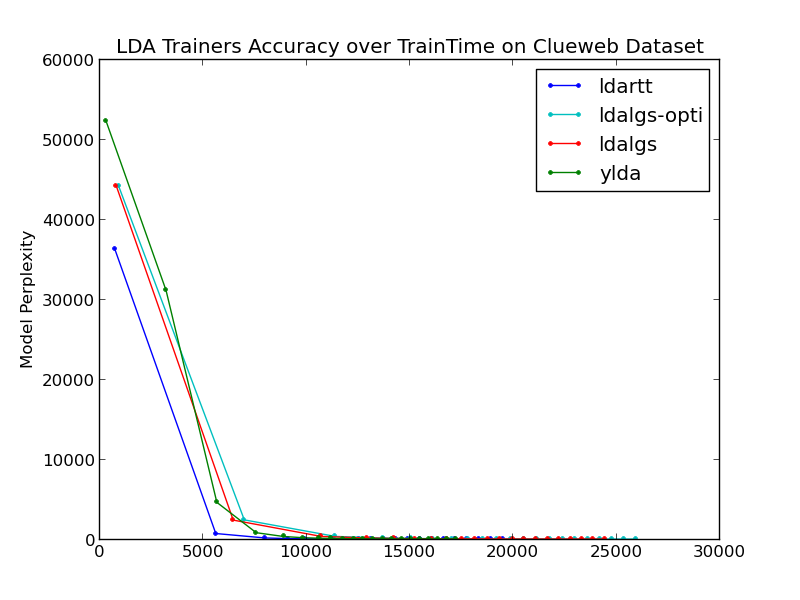 LDA Trainers Accuracy over TrainTime on Clueweb Dataset
60000
50000
40000
30000
20000
10000
0
Model Perplexity
ldartt
ldalgs-opti
ldalgs
ylda
0 5000 10000 15000 20000 25000 30000